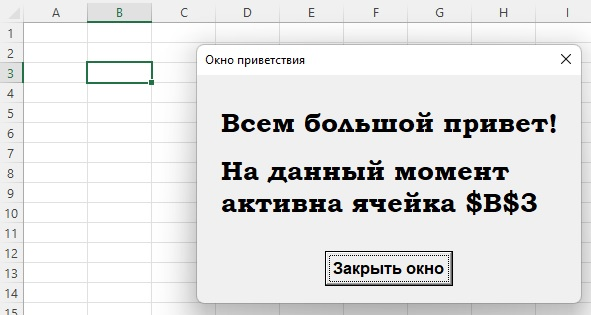 A B C D E F G H I
1
2
3
4
5
6
7
8
9
10
11
12
13
14
15
Окно приветствия
Всем большой привет!
На данный момент
активна ячейка $B$3
Закрыть окно